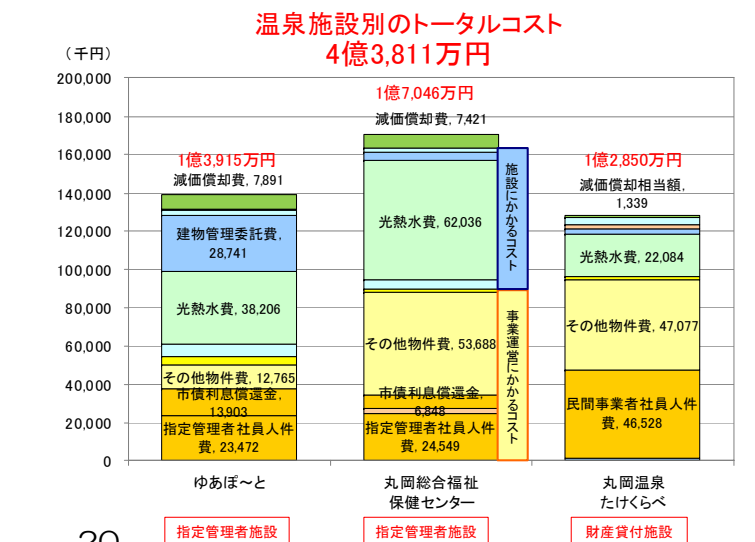 温泉施設別のトータルコスト
4億3,811万円
（千円）
200,000
180,000
160,000
140,000
120,000
100,000
80,000
60,000
40,000
20,000
0
1億3,915万円
減価償却費, 7,891
建物管理委託費,
28,741
光熱水費, 38,206
その他物件費, 12,765
市債利息償還金,
13,903
指定管理者社員人件
費, 23,472
1億7,046万円
減価償却費, 7,421
光熱水費, 62,036
その他物件費, 53,688
市債利息償還金,
6,848
指定管理者社員人件
費, 24,549
施設にかかるコスト
事業運営にかかるコスト
1億2,850万円
減価償却相当額,
1,339
光熱水費, 22,084
その他物件費, 47,077
民間事業者社員人件
費, 46,528
ゆあぽ～と
丸岡総合福祉
保健センター
丸岡温泉
たけくらべ
指定管理者施設
指定管理者施設
財産貸付施設